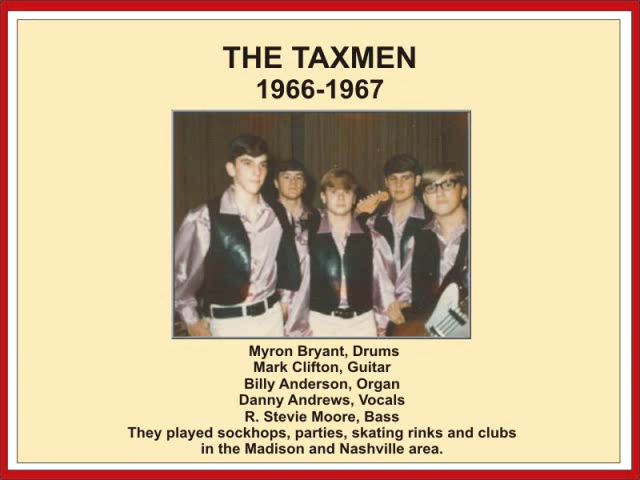 THE TAXMEN
1966-1967
Myron Bryant, Drums
Mark Clifton, Guitar
Billy Anderson, Organ
Danny Andrews, Vocals
R. Stevie Moore, Bass
They played sockhops, parties, skating rinks and clubs
in the Madison and Nashville area.